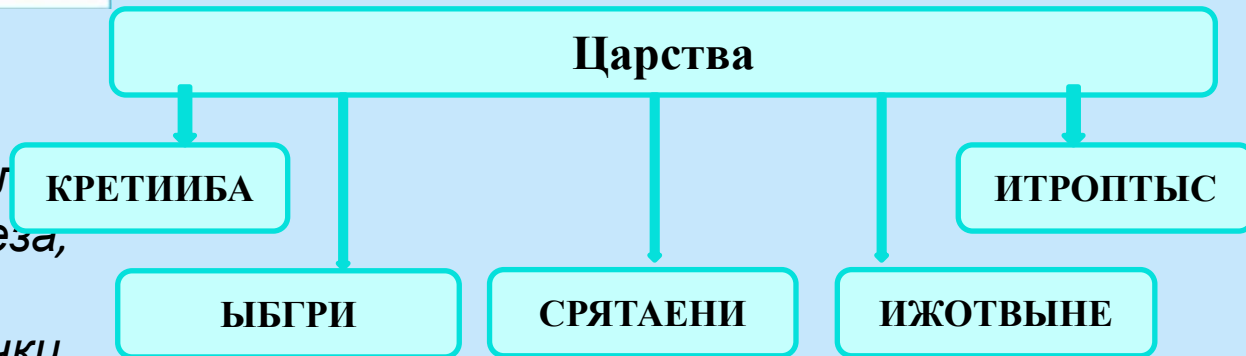 Царства
КРЕТИИБА
ИТРОПТЫС
ЫБГРИ
СРЯТАЕНИ
ИЖОТВЫНЕ